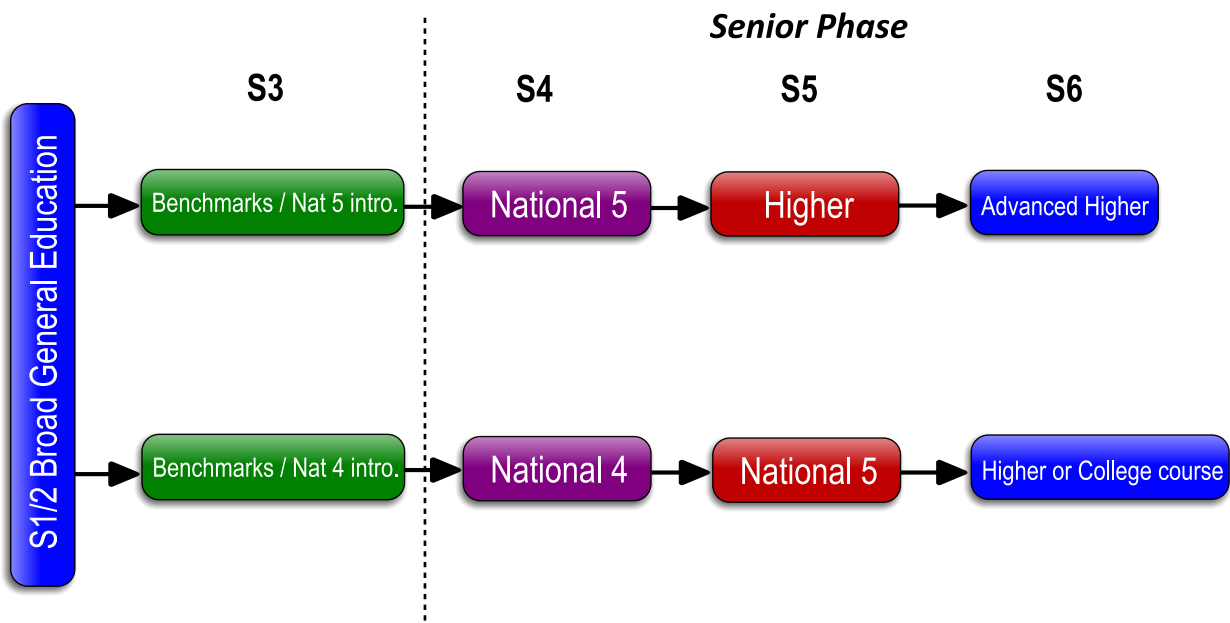 Senior Phase
S3
S4
S5
S6
S1/2 Broad General Education
Benchmarks / Nat 5 intro.
National 5
Higher
Advanced Higher
Benchmarks / Nat 4 intro.
National 4
National 5
Higher or College course